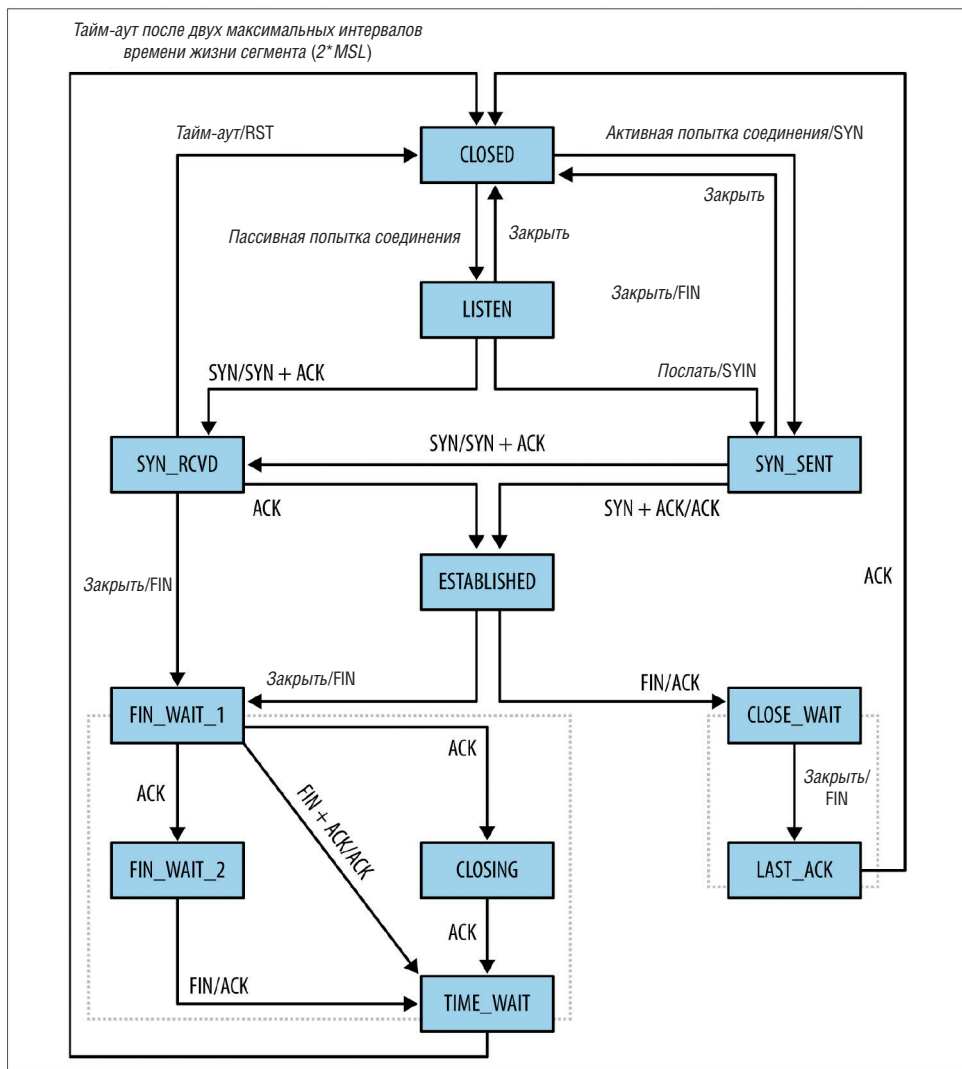 Тайм-аут после двух максимальных интервалов
времени жизни сегмента (2*MSL)
Тайм-аут/RST
Активная попытка соединения/SYN
CLOSED
Закрыть
Пассивная попытка соединения
Закрыть
Закрыть/FIN
LISTEN
SYN/SYN + ACK
Послать/SYIN
SYN/SYN + ACK
SYN_RCVD
SYN_SENT
ACK
SYN + ACK/ACK
ESTABLISHED
ACK
Закрыть/FIN
Закрыть/FIN
FIN/ACK
FIN_WAIT_1
CLOSE_WAIT
ACK
ACK
FIN + ACK/ACK
Закрыть/
FIN
FIN_WAIT_2
CLOSING
LAST_ACK
ACK
FIN/ACK
TIME_WAIT